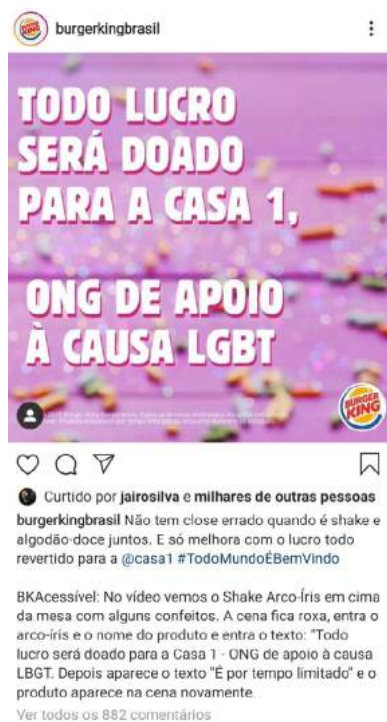 burgerkingbrasil
TODO LUCRO
SERÁ DOADO
PARA A CASA 1,
ONG DE APOIO
À CAUSA LGBT
BURGER
KING
Curtido por jairosilva e milhares de outras pessoas
burgerkingbrasil Não tem close errado quando é shake e
algodão-doce juntos. E só melhora com o lucro todo
revertido para a @casa1 #TodoMundoÉBemVindo
BKAcessível: No vídeo vemos o Shake Arco-Íris em cima
da mesa com alguns confeitos. A cena fica roxa, entra o
arco-íris e o nome do produto e entra o texto: "Todo
lucro será doado para a Casa 1 - ONG de apoio à causa
LBGT. Depois aparece o texto "É por tempo limitado" e o
produto aparece na cena novamente.
Ver todos os 882 comentários